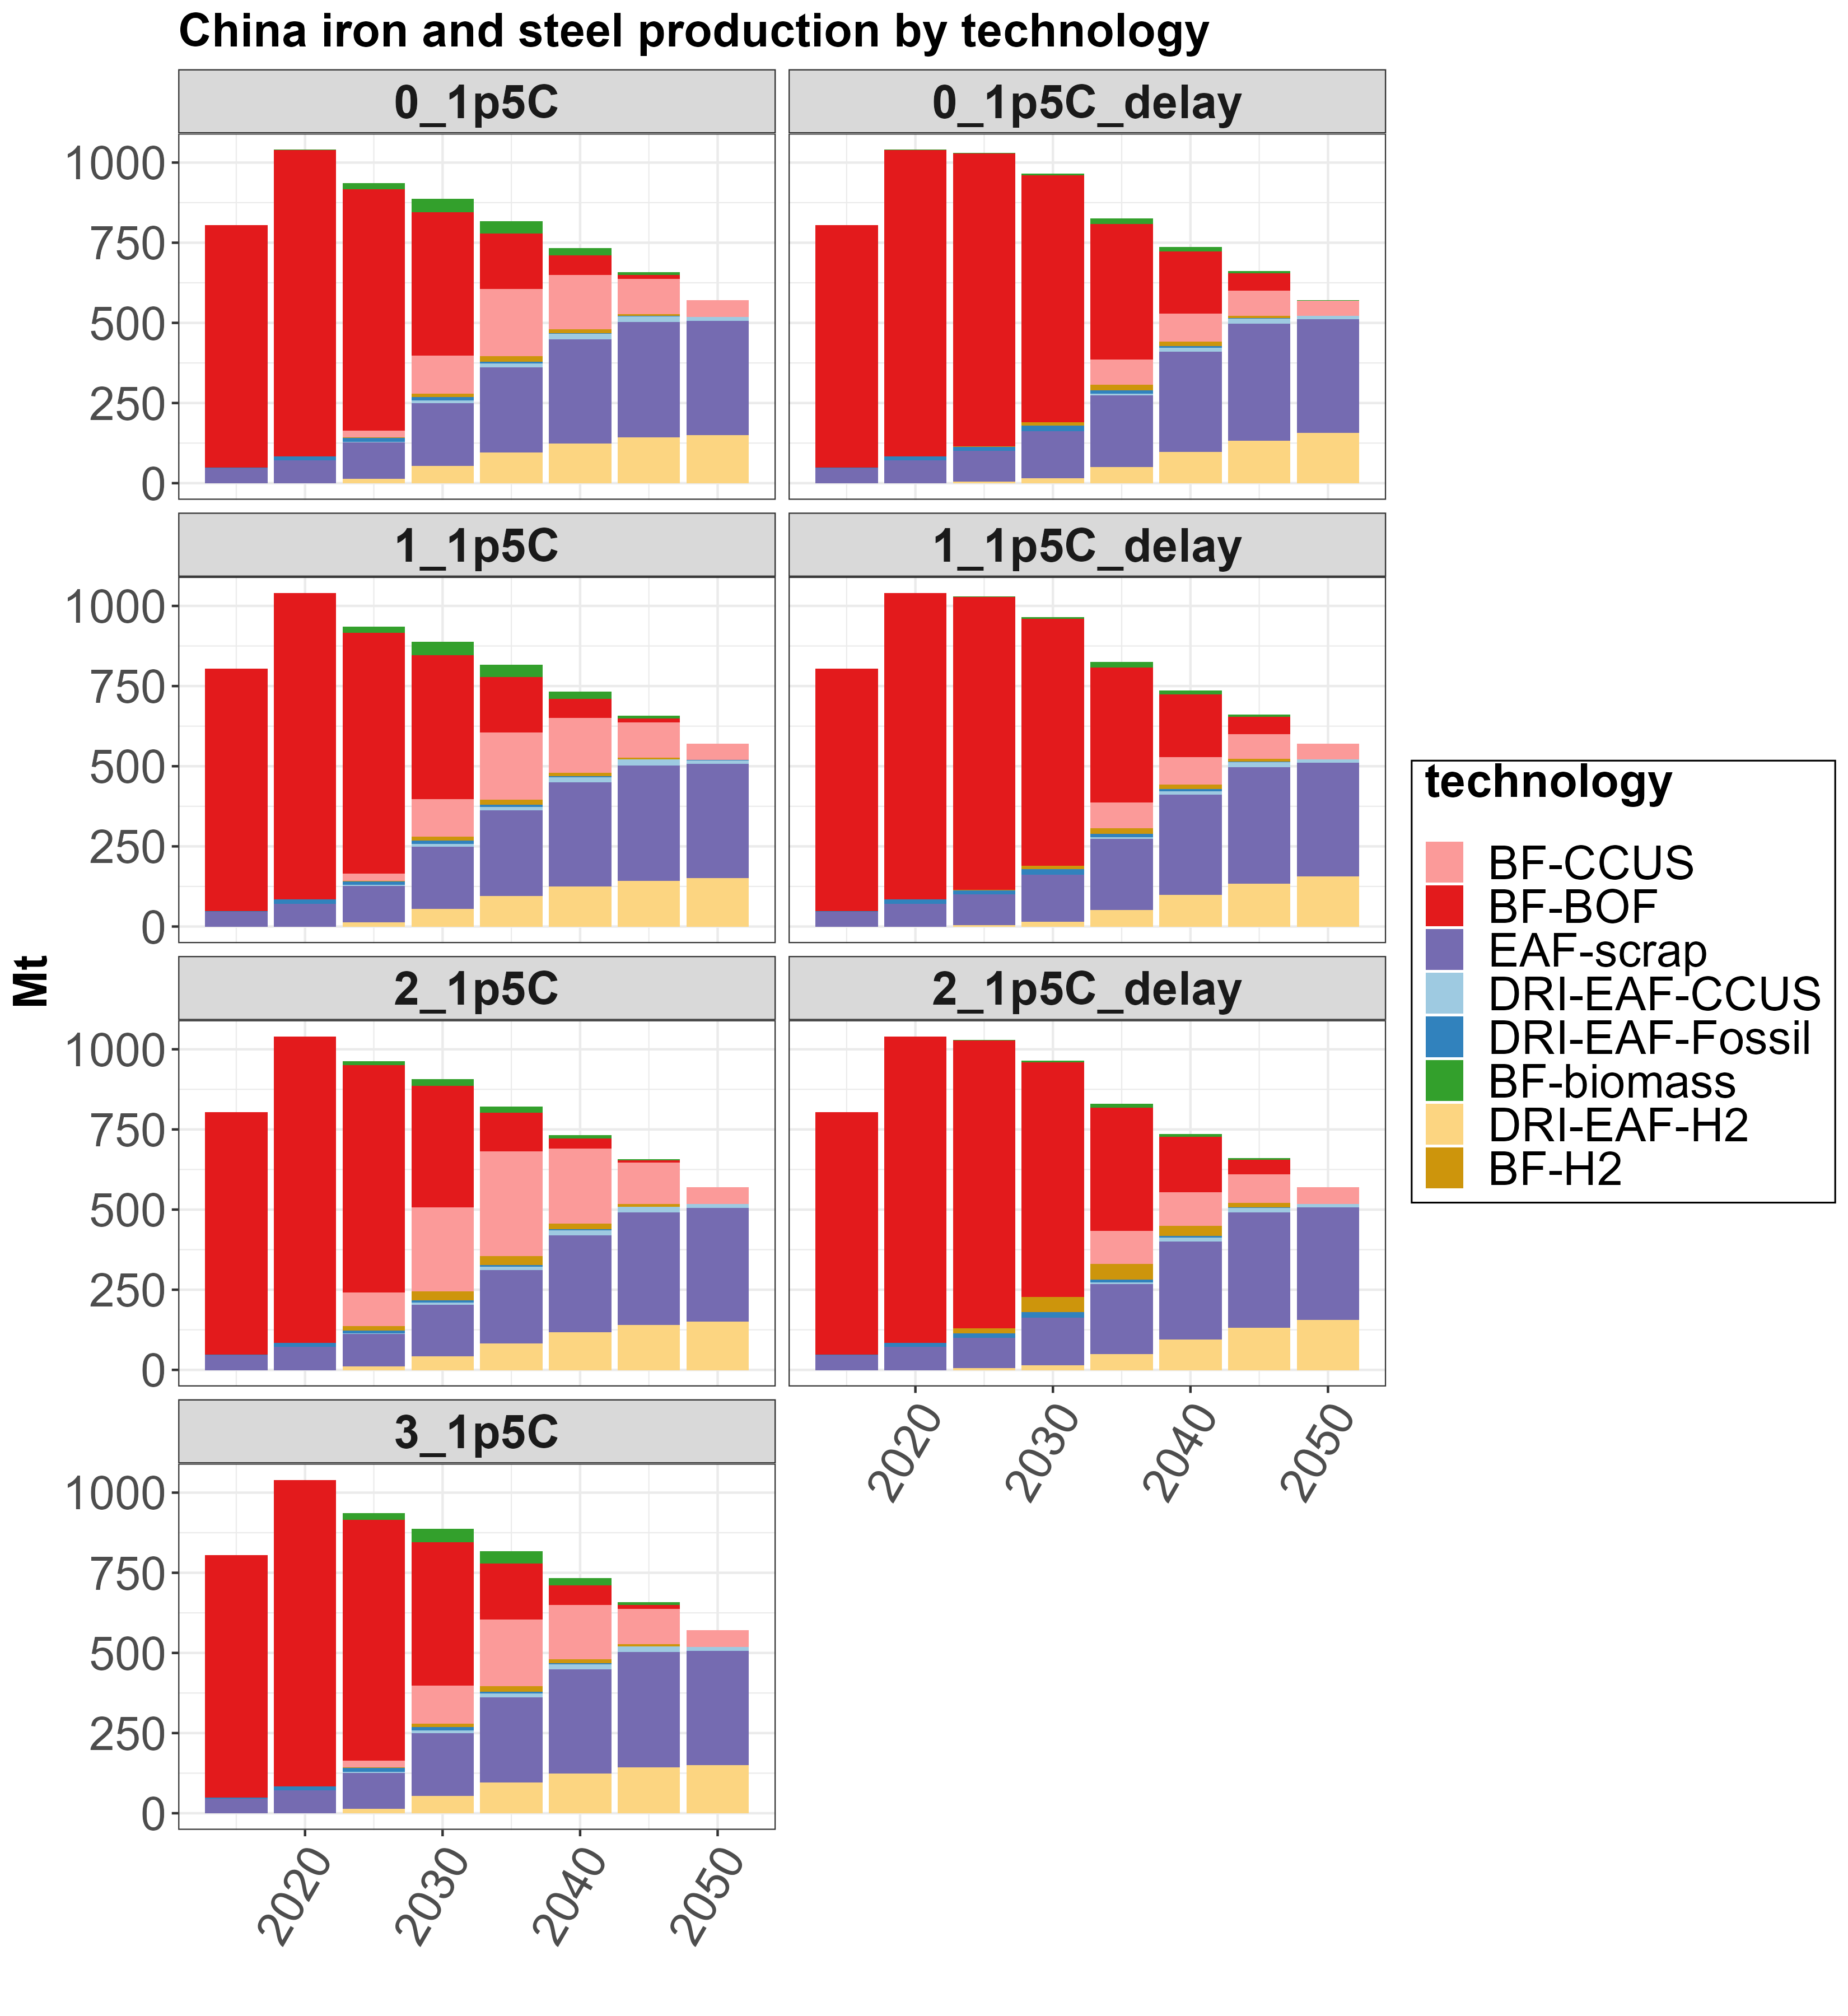 China iron and steel production by technology
0_1p5C
0_1p5C_delay
1000
750
500
250
0
1_1p5C
1_1p5C_delay
1000
750
500
250
0
2_1p5C
2_1p5C_delay
1000
750
500
250
0
2020
2030
2040
2050
3_1p5C
1000
750
500
250
0
2020
2030
2040
2050
Mt
technology
BF-CCUS
BF-BOF
EAF-scrap
DRI-EAF-CCUS
DRI-EAF-Fossil
BF-biomass
DRI-EAF-H2
BF-H2